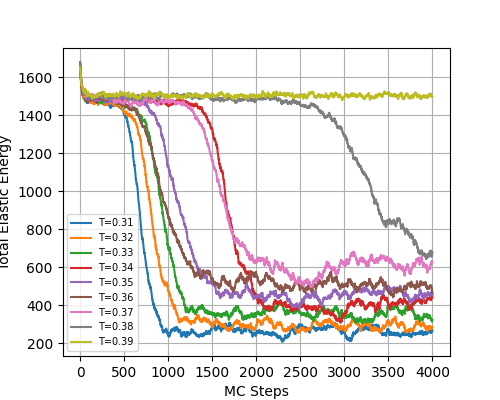 Total Elastic Energy
1600
1400
1200
1000
800
600
400
200
T=0.31
T=0.32
T=0.33
T=0.34
T=0.35
T=0.36
T=0.37
T=0.38
T=0.39
0 500 1000 1500 2000 2500 3000 3500 4000
MC Steps